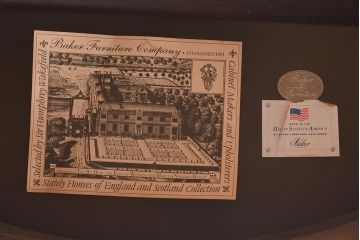 Baker Furniture Company • ESTABLISHED 1891
Selected by Sir Humphry Wakefield
Cabinet Makers and Upholsterers
Stately Homes of England and Scotland Collection
MADE IN THE
UNITED STATES OF AMERICA
Baker